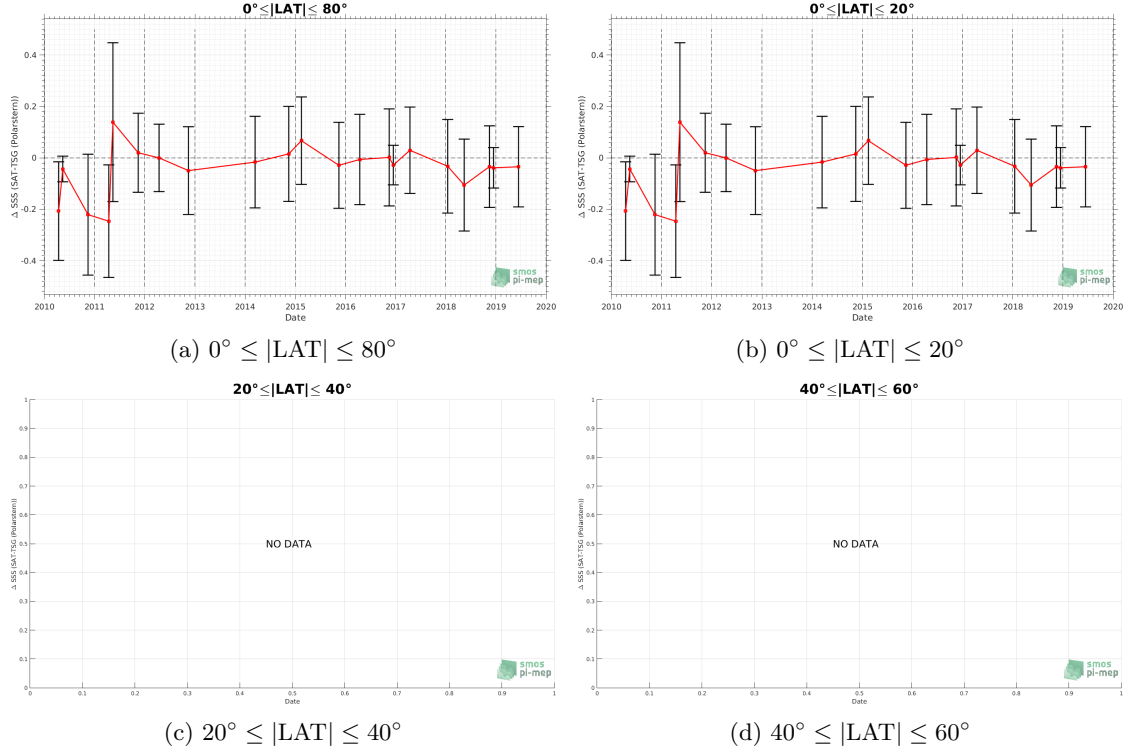 0°≤|LAT|≤ 80°
Δ SSS (SAT-TSG (Polarstern))
0.4
0.2
0
-0.2
-0.4
2010 2011 2012 2013 2014 2015 2016 2017 2018 2019 2020
Date
smos
pi-mep
(a) 0° ≤ |LAT| ≤ 80°
0°≤|LAT|≤ 20°
Δ SSS (SAT-TSG (Polarstern))
0.4
0.2
0
-0.2
-0.4
2010 2011 2012 2013 2014 2015 2016 2017 2018 2019 2020
Date
smos
pi-mep
(b) 0° ≤ |LAT| ≤ 20°
20°≤|LAT|≤ 40°
Δ SSS (SAT-TSG (Polarstern))
1
0.9
0.8
0.7
0.6
0.5
0.4
0.3
0.2
0.1
0
NO DATA
0 0.1 0.2 0.3 0.4 0.5 0.6 0.7 0.8 0.9 1
Date
smos
pi-mep
(c) 20° ≤ |LAT| ≤ 40°
40°≤|LAT|≤ 60°
Δ SSS (SAT-TSG (Polarstern))
1
0.9
0.8
0.7
0.6
0.5
0.4
0.3
0.2
0.1
0
NO DATA
0 0.1 0.2 0.3 0.4 0.5 0.6 0.7 0.8 0.9 1
Date
smos
pi-mep
(d) 40° ≤ |LAT| ≤ 60°